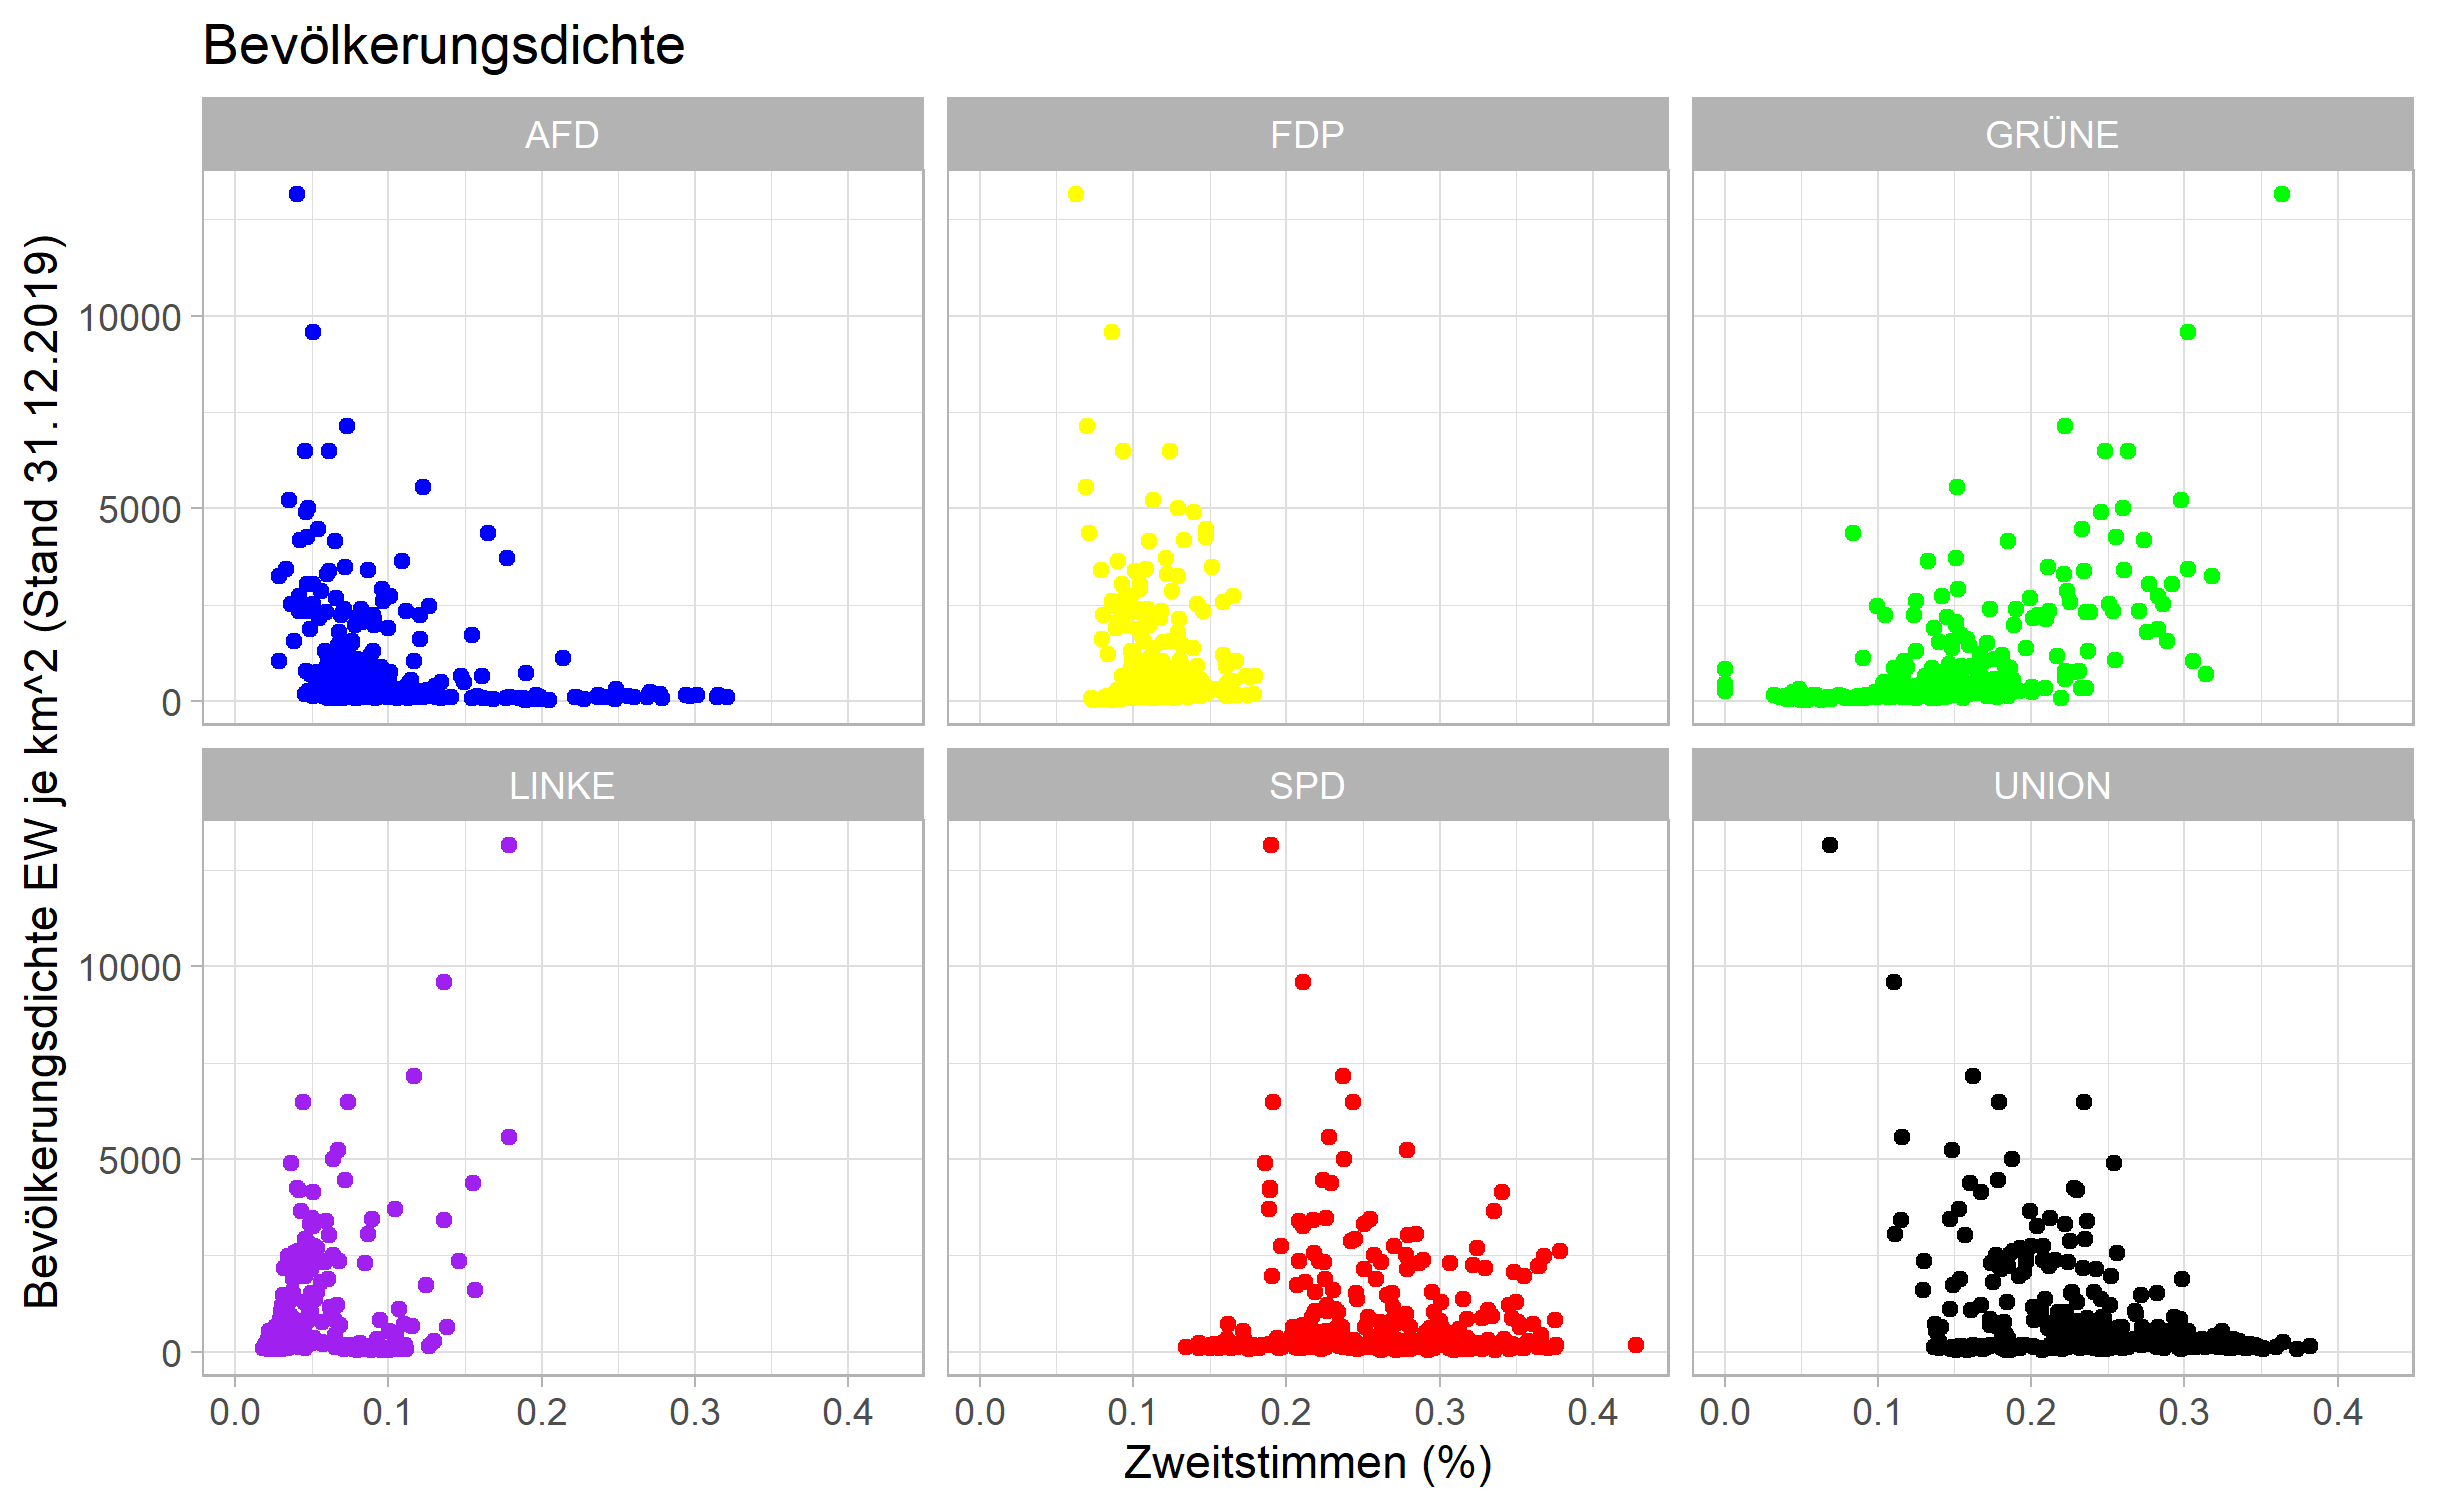 Bevölkerungsdichte
AFD
FDP
GRÜNE
10000
5000
0
LINKE
SPD
UNION
10000
5000
0
0.0 0.1 0.2 0.3 0.4
0.0 0.1 0.2 0.3 0.4
0.0 0.1 0.2 0.3 0.4
Zweitstimmen (%)
Bevölkerungsdichte EW je km^2 (Stand 31.12.2019)